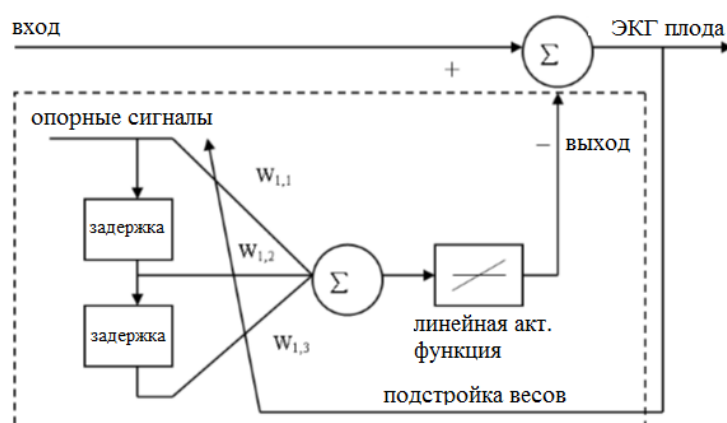 вход
ЭКГ плода
Σ
+
опорные сигналы
− выход
W1,1
задержка
W1,2
Σ
задержка
W1,3
линейная акт.
функция
подстройка весов